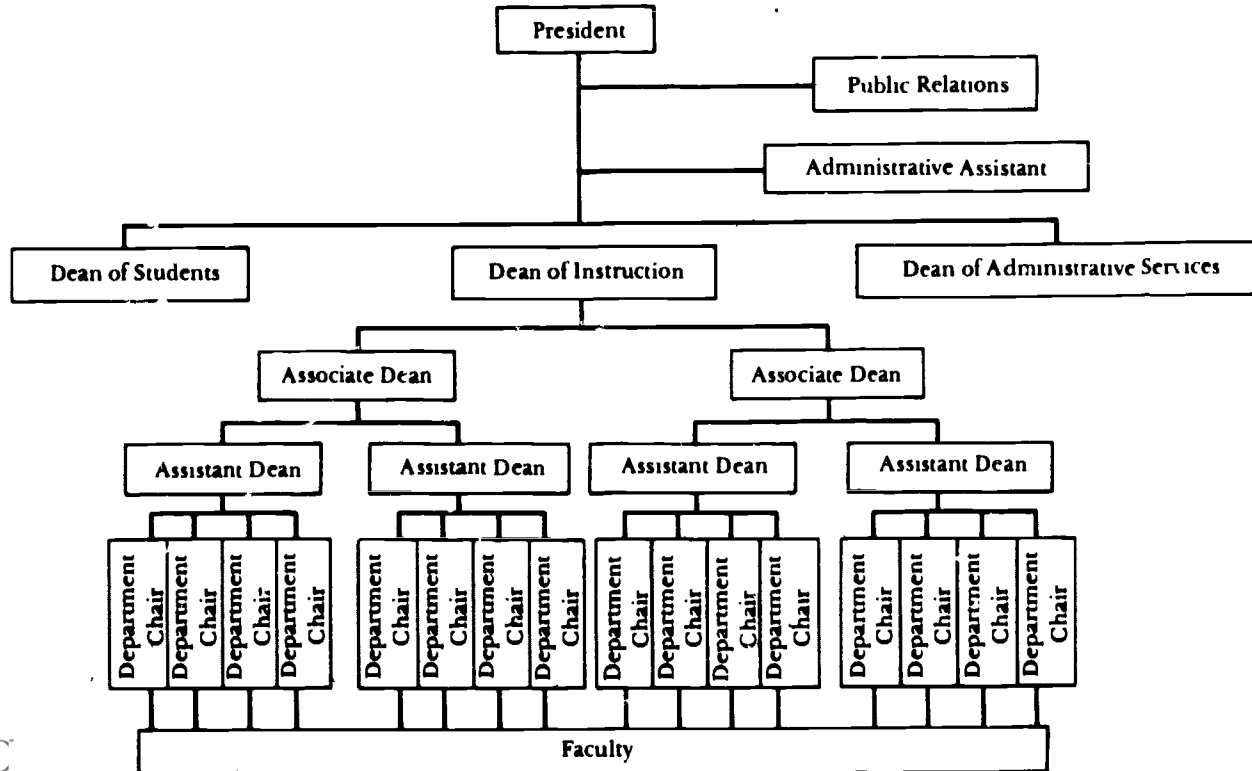 President
Public Relations
Administrative Assistant
Dean of Students
Dean of Instruction
Dean of Administrative Services
Associate Dean
Associate Dean
Assistant Dean
Assistant Dean
Assistant Dean
Assistant Dean
Department
Chair
Department
Chair
Department
Chair
Department
Chair
Department
Chair
Department
Chair
Department
Chair
Department
Chair
Department
Chair
Department
Chair
Department
Chair
Department
Chair
Department
Chair
Department
Chair
Department
Chair
Department
Chair
Faculty